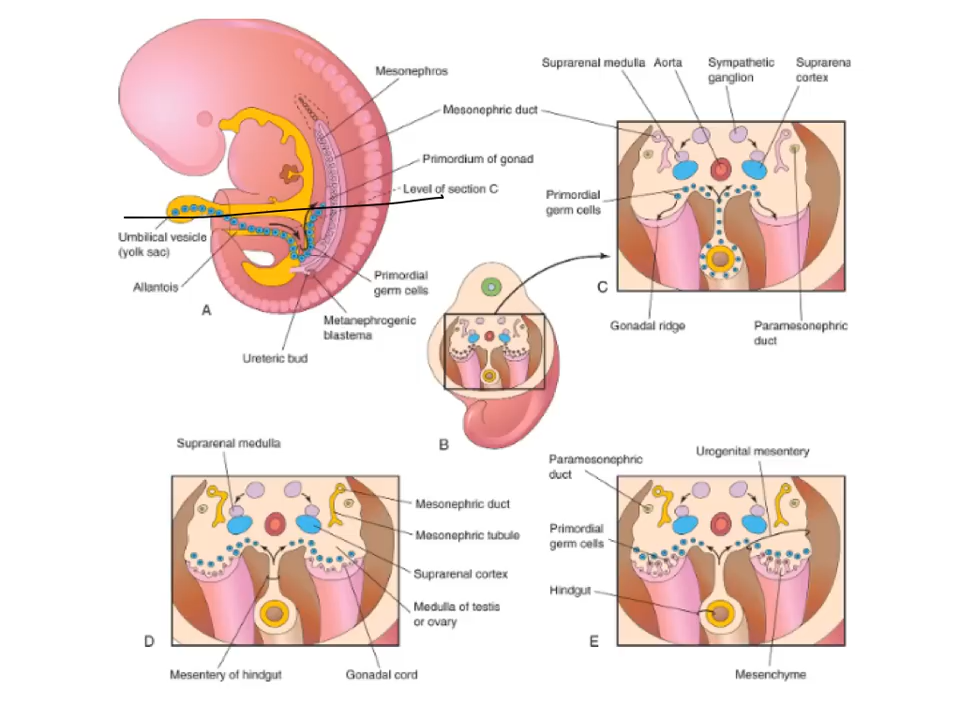 Mesonephros
Mesonephric duct
Primordium of gonad
Level of section C
Umbilical vesicle
(yolk sac)
Allantois
A
Primordial
germ cells
Metanephrogenic
blastema
Ureteric bud
B
Suprarenal medulla
Aorta
Sympathetic
ganglion
Suprarena
cortex
Primordial
germ cells
C
Gonadal ridge
Paramesonephric
duct
Suprarenal medulla
Mesonephric duct
Mesonephric tubule
Suprarenal cortex
Medulla of testis
or ovary
D
Mesentery of hindgut
Gonadal cord
Paramesonephric
duct
Urogenital mesentery
Primordial
germ cells
Hindgut
E
Mesenchyme